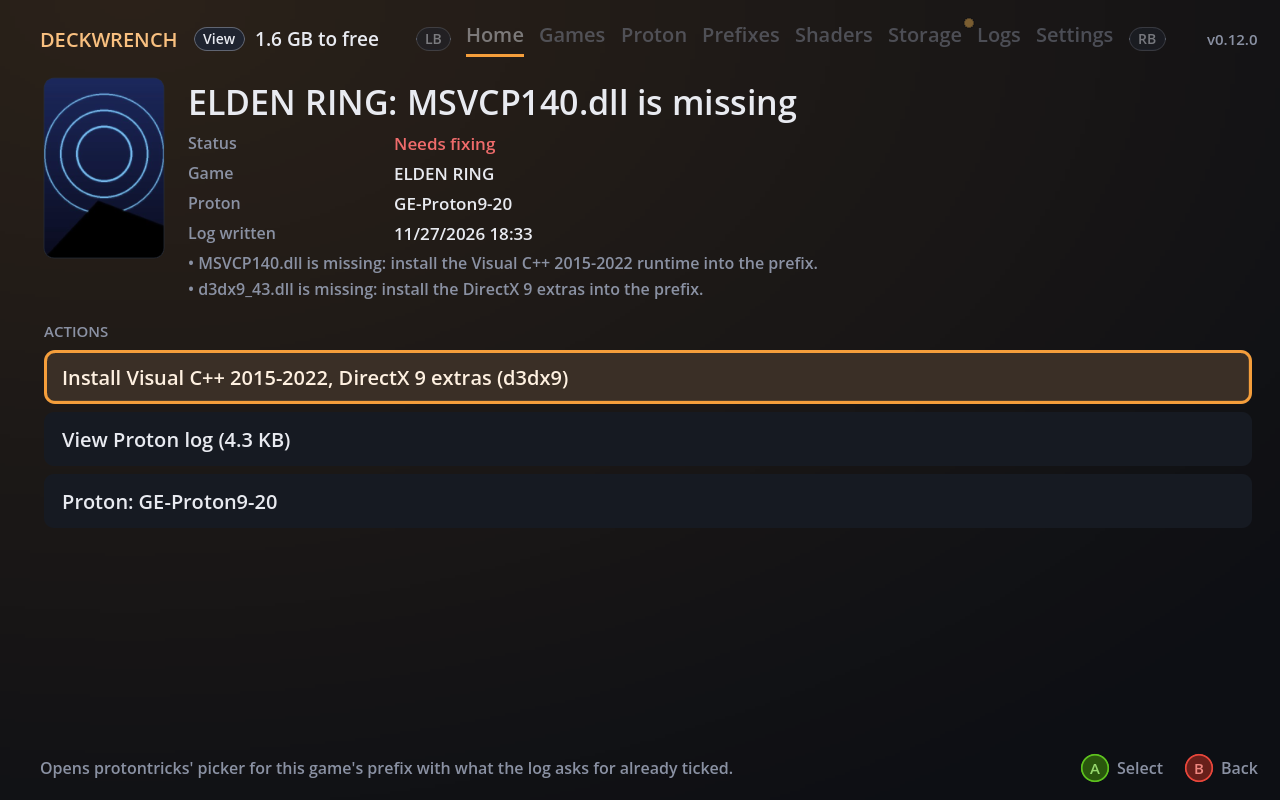 DECKWRENCH View 1.6 GB to free LB Home Games Proton Prefixes Shaders Storage Logs Settings RB v0.12.0
ELDEN RING: MSVCP140.dll is missing
Status Needs fixing
Game ELDEN RING
Proton GE-Proton9-20
Log written 11/27/2026 18:33
• MSVCP140.dll is missing: install the Visual C++ 2015-2022 runtime into the prefix.
• d3dx9_43.dll is missing: install the DirectX 9 extras into the prefix.
ACTIONS
Install Visual C++ 2015-2022, DirectX 9 extras (d3dx9)
View Proton log (4.3 KB)
Proton: GE-Proton9-20
Opens protontricks' picker for this game's prefix with what the log asks for already ticked. A Select B Back